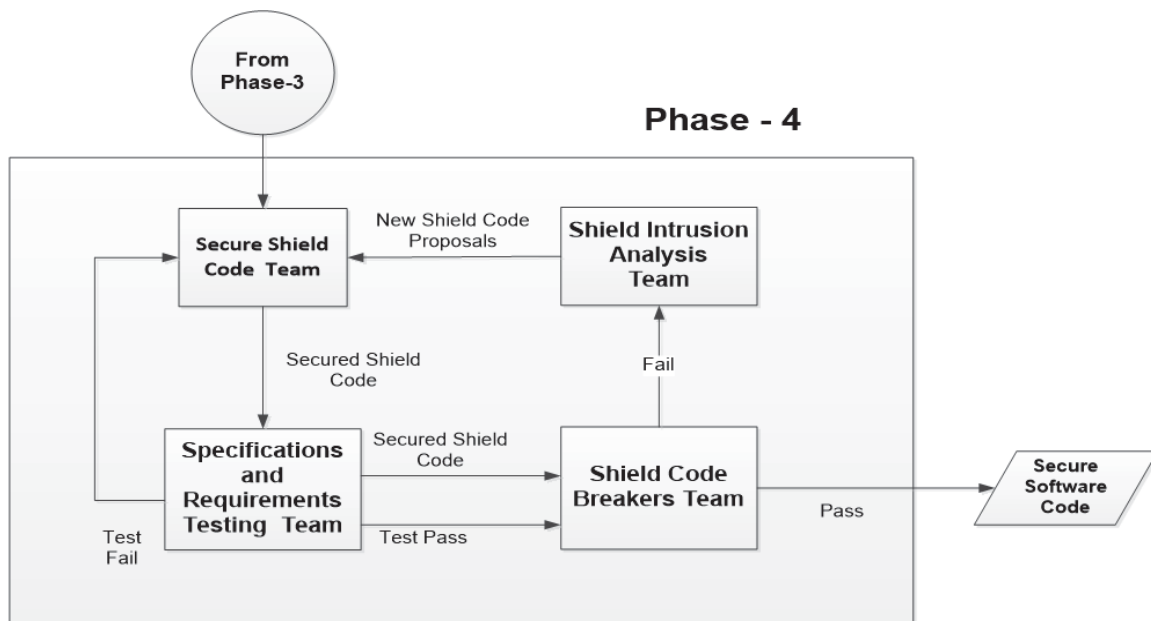 From
Phase-3
Phase - 4
Secure Shield
Code Team
New Shield Code
Proposals
Shield Intrusion
Analysis
Team
Secured Shield
Code
Fail
Specifications
and
Requirements
Testing Team
Secured Shield
Code
Test Pass
Shield Code
Breakers Team
Pass
Secure
Software
Code
Test
Fail